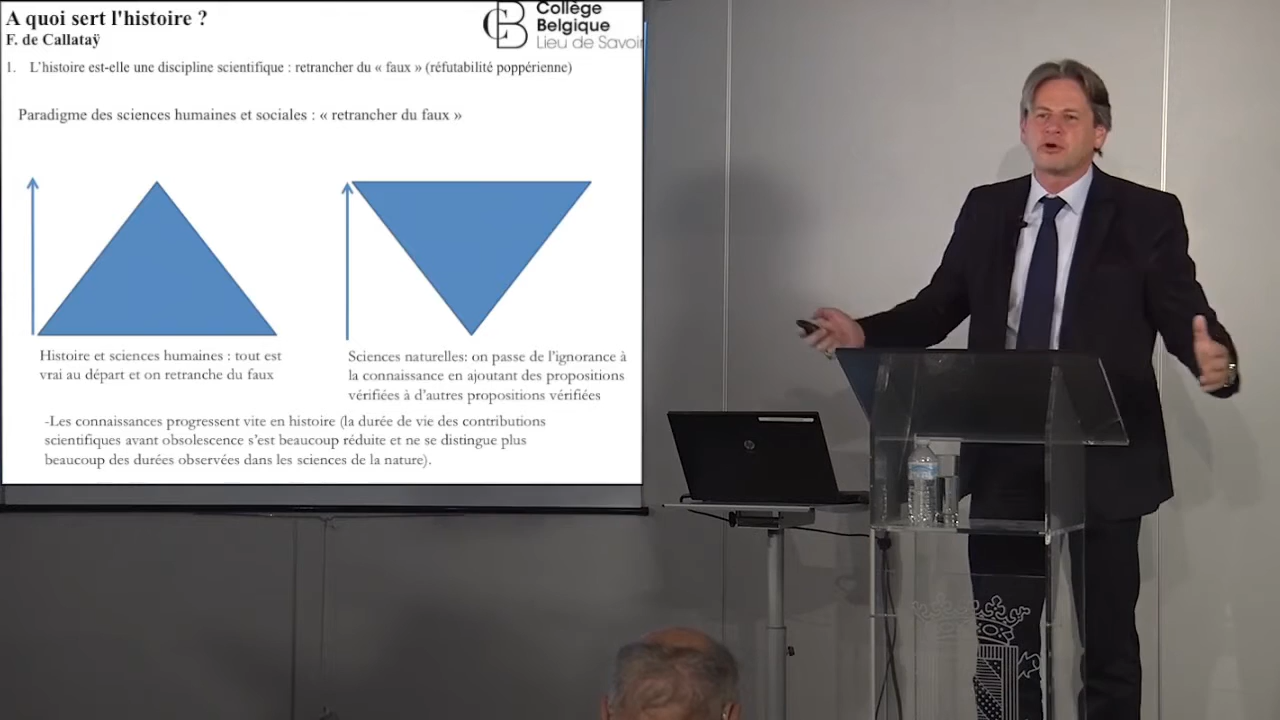 A quoi sert l'histoire ?
F. de Callataÿ
Collège
Belgique
Lieu de Savoir
1. L'histoire est-elle une discipline scientifique : retrancher du « faux » (réfutabilité poppérienne)
Paradigme des sciences humaines et sociales : « retrancher du faux »
Histoire et sciences humaines : tout est
vrai au départ et on retranche du faux
Sciences naturelles: on passe de l'ignorance à
la connaissance en ajoutant des propositions
vérifiées à d'autres propositions vérifiées
-Les connaissances progressent vite en histoire (la durée de vie des contributions
scientifiques avant obsolescence s'est beaucoup réduite et ne se distingue plus
beaucoup des durées observées dans les sciences de la nature).
hp